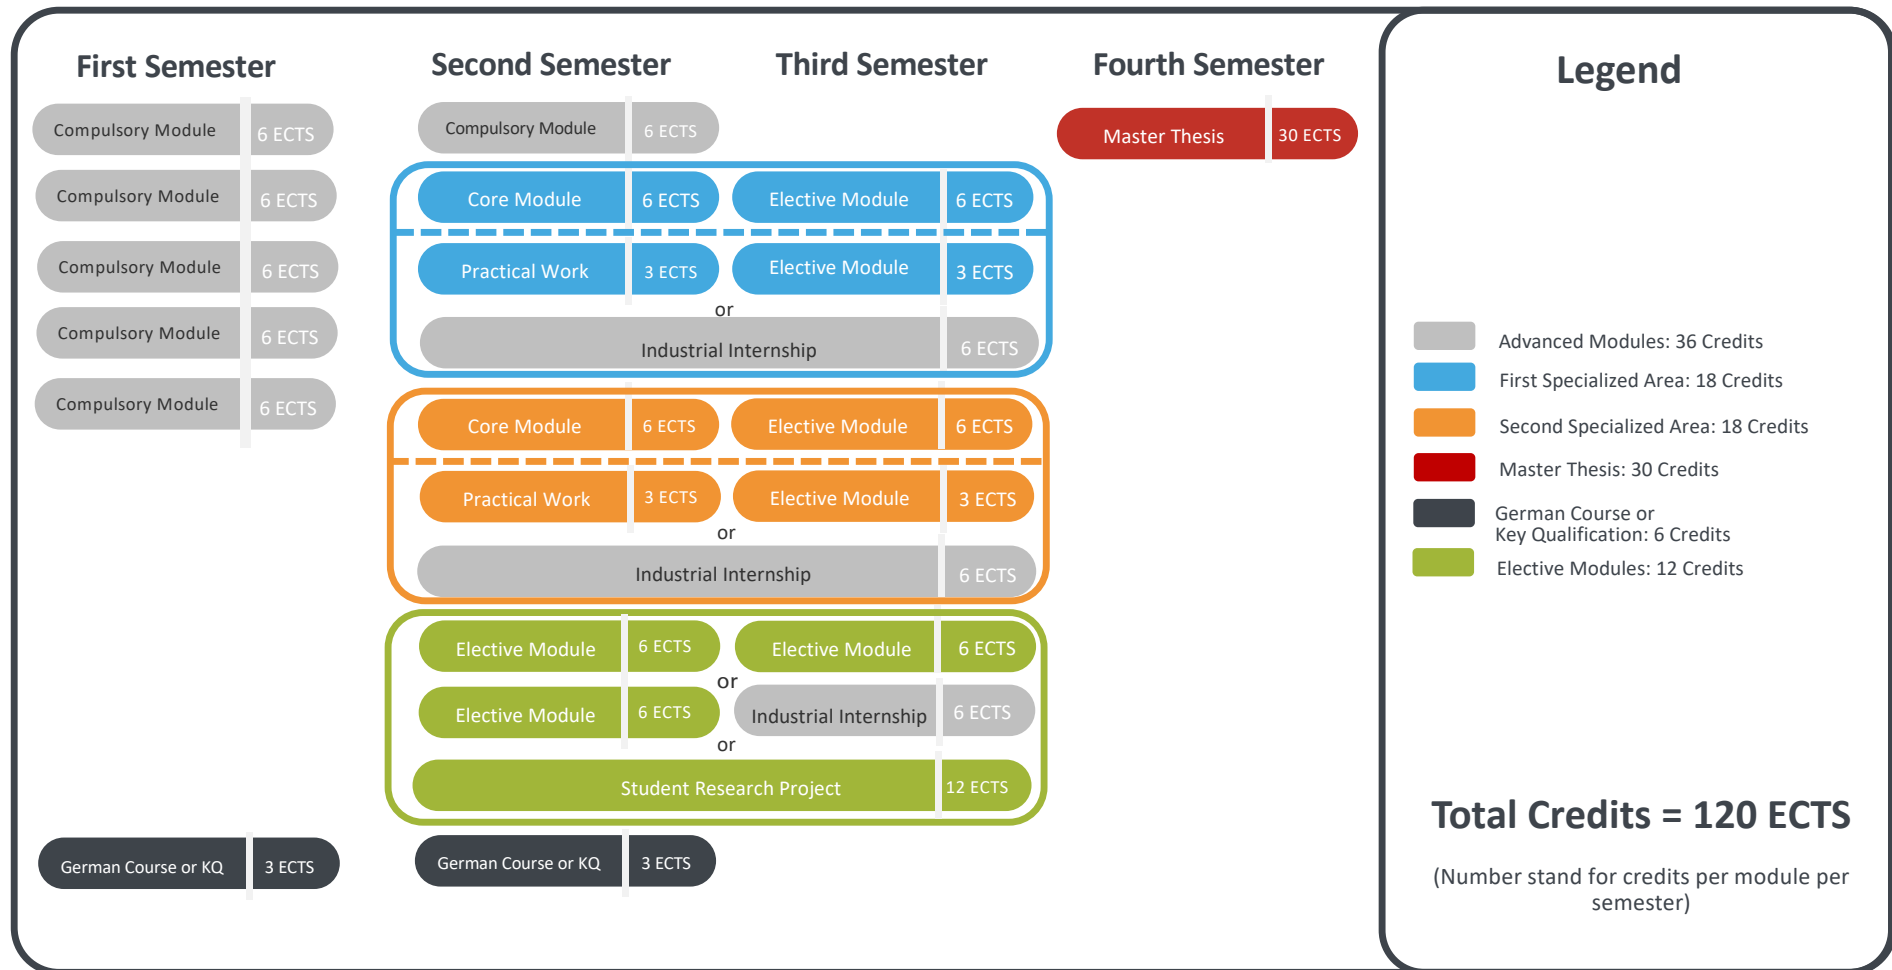 First Semester
Compulsory Module 6 ECTS
Compulsory Module 6 ECTS
Compulsory Module 6 ECTS
Compulsory Module 6 ECTS
Compulsory Module 6 ECTS
German Course or KQ 3 ECTS
Second Semester Third Semester
Compulsory Module 6 ECTS
Core Module 6 ECTS Elective Module 6 ECTS
Practical Work 3 ECTS Elective Module 3 ECTS
or
Industrial Internship 6 ECTS
Core Module 6 ECTS Elective Module 6 ECTS
Practical Work 3 ECTS Elective Module 3 ECTS
or
Industrial Internship 6 ECTS
Elective Module 6 ECTS Elective Module 6 ECTS
or
Elective Module 6 ECTS Industrial Internship 6 ECTS
or
Student Research Project 12 ECTS
German Course or KQ 3 ECTS
Fourth Semester
Master Thesis 30 ECTS
Legend
Advanced Modules: 36 Credits
First Specialized Area: 18 Credits
Second Specialized Area: 18 Credits
Master Thesis: 30 Credits
German Course or
Key Qualification: 6 Credits
Elective Modules: 12 Credits
Total Credits = 120 ECTS
(Number stand for credits per module per
semester)